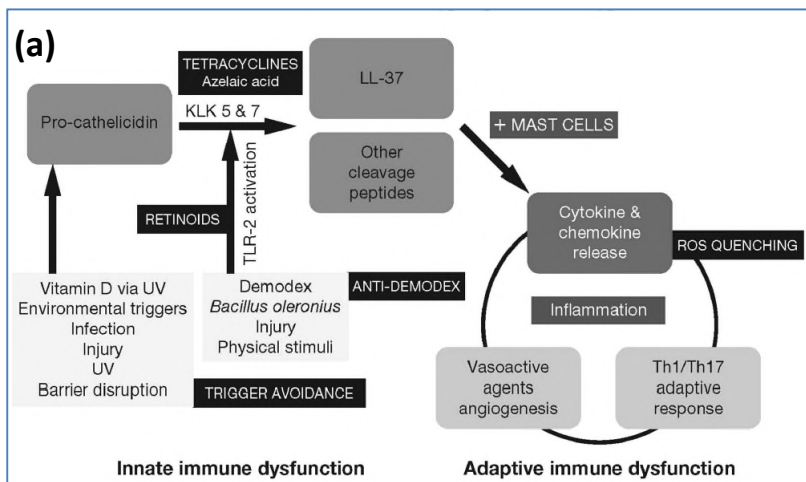 (a)
TETRACYCLINES
Azelaic acid
KLK 5 & 7
Pro-cathelicidin
LL-37
Other
cleavage
peptides
+ MAST CELLS
RETINOIDS
TLR-2 activation
Cytokine &
chemokine
release
ROS QUENCHING
Vitamin D via UV
Environmental triggers
Infection
Injury
UV
Barrier disruption
Demodex
Bacillus oleronius
Injury
Physical stimuli
ANTI-DEMODEX
TRIGGER AVOIDANCE
Inflammation
Vasoactive
agents
angiogenesis
Th1/Th17
adaptive
response
Innate immune dysfunction
Adaptive immune dysfunction